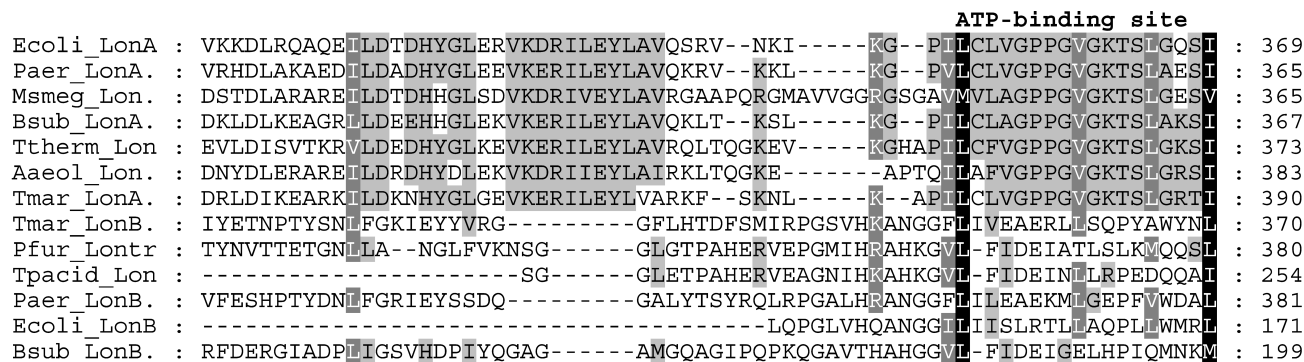 ATP-binding site
Ecoli_LonA : VKKDLRQAQEILDTDHYGLERVKDRILEYLAVQSRV--NKI-----KG--PILCLVGPPGVGKTSLGQSI : 369
Paer_LonA. : VRHDLAKAEDILDADHYGLEEVKERILEYLAVQKRV--KKL-----KG--PVLCLVGPPGVGKTSLAESI : 365
Msmeg_Lon. : DSTDLARAREILDTDHHGLSDVKDRIVEYLAVRGAAPQRGMAVVGGRGSGAVMVLAGPPGVGKTSLGESV : 365
Bsub_LonA. : DKLDLKEAGRLLDEEHHGLEKVKERILEYLAVQKLT--KSL-----KG--PILCLAGPPGVGKTSLAKSI : 367
Ttherm_Lon : EVLDISVTKRVLDEDHYGLKEVKERILEYLAVRQLTQGKEV-----KGHAPILCFVGPPGVGKTSLGKSI : 373
Aaeol_Lon. : DNYDLERAREILDRDHYDLEKVKERILEYLAIRKLTQGKE-------APTQILAFVGPPGVGKTSLGRSI : 383
Tmar_LonA. : DRLDIKEARKILDKNHYGLGEVKERILEYLVARKF--SKNL-----K--APILCLVGPPGVGKTSLGRTI : 390
Tmar_LonB. : IYETNPTYSNLFGKIEYYVRG---------GFLHTDFSMIRPGSVHKANGGFLIVEAERLLSQPYAWYNL : 370
Pfur_Lontr : TYNVTTETGNLLA--NGLFVKNSG------GLGTPAHERVEPGMIHRAHKGVL-FIDEIATLSLKMQQSL : 380
Tpacid_Lon : ----------------------SG------GLETPAHERVEAGNIHKAHKGVL-FIDEINLLRPEDQQAI : 254
Paer_LonB. : VFESHPTYDNLFGRIEYSSDQ---------GALYTSYRQLRPGALHRANGGFLILEAEKMLGEPFVWDAL : 381
Ecoli_LonB : ---------------------------------------LQPGLVHQANGGILIISLRTLLAQPLLWMRL : 171
Bsub_LonB. : RFDERGIADPLIGSVHDPIYQGAG------AMGQAGIPQPKQGAVTHAHGGVL-FIDEIGELHPIQMNKM : 199